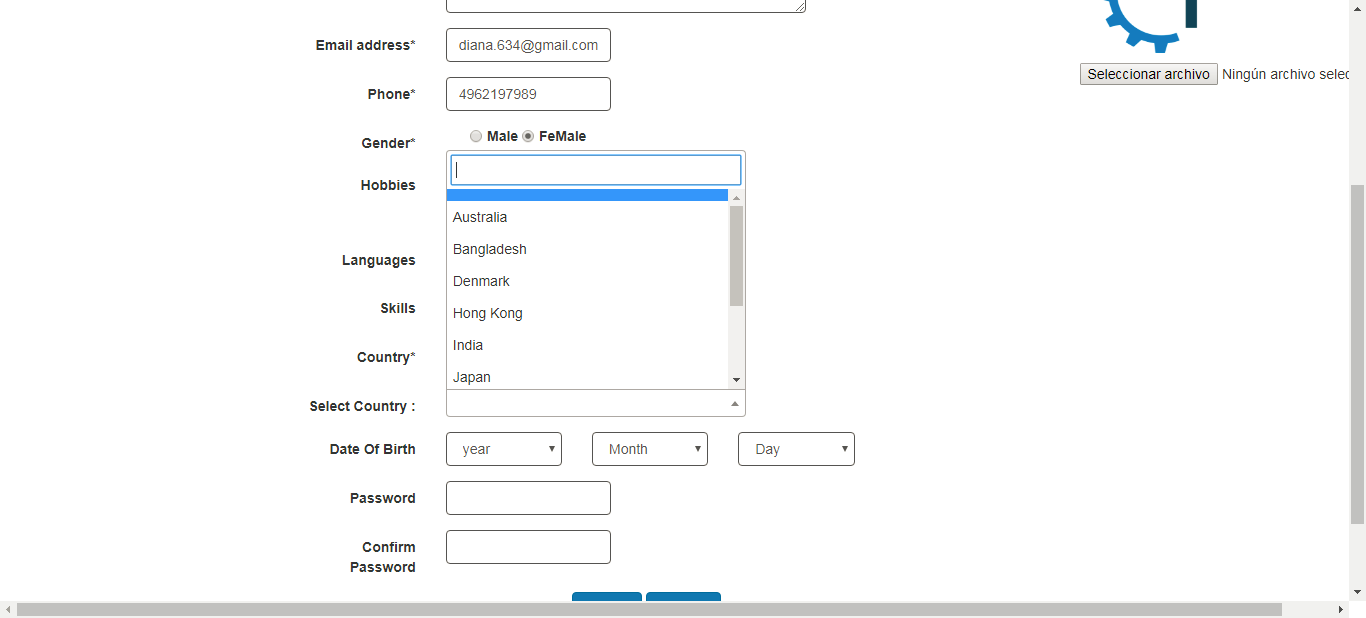 Email address* diana.634@gmail.com
Seleccionar archivo Ningún archivo selec
Phone* 4962197989
Gender* Male FeMale
Hobbies
Australia
Bangladesh
Languages
Denmark
Skills
Hong Kong
India
Country*
Japan
Select Country :
Date Of Birth year Month Day
Password
Confirm
Password